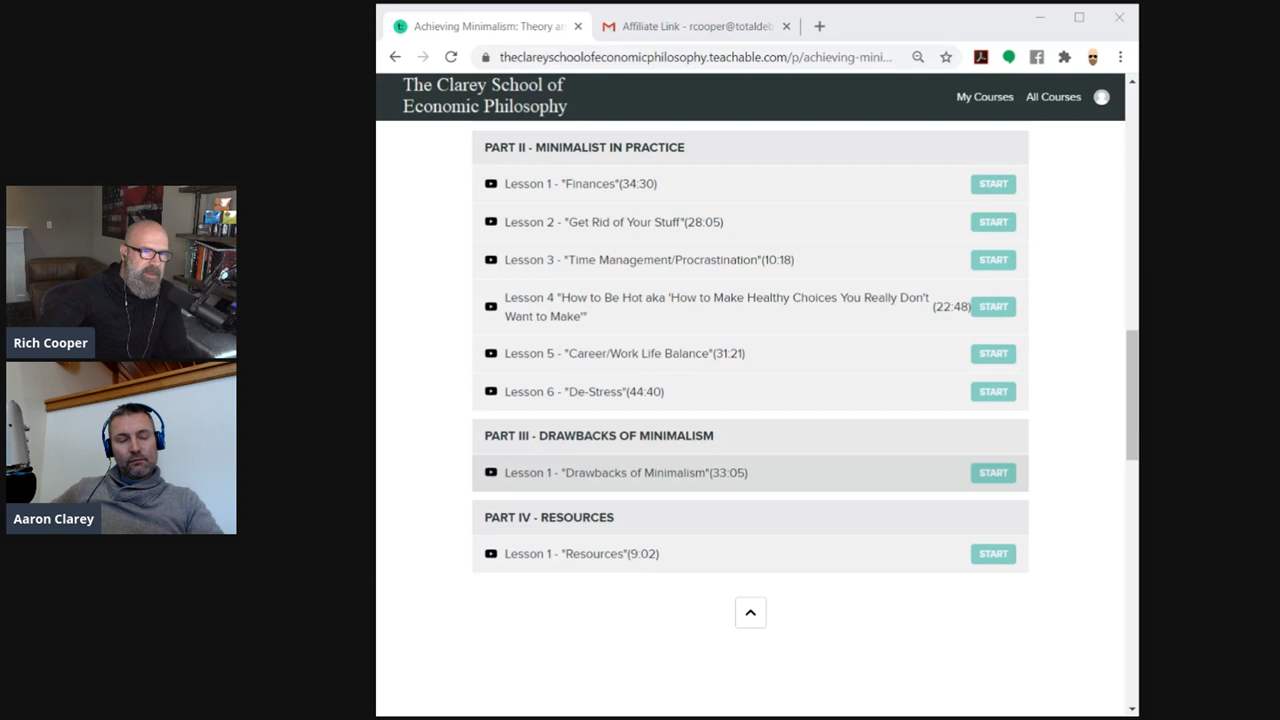 Achieving Minimalism: Theory an
Affiliate Link - rcooper@totaldeb
theclareyschoolofeconomicphilosophy.teachable.com/p/achieving-mini...
The Clarey School of
Economic Philosophy
My Courses
All Courses
PART II - MINIMALIST IN PRACTICE
Lesson 1 - "Finances"(34:30)
START
Lesson 2 - "Get Rid of Your Stuff"(28:05)
START
Lesson 3 - "Time Management/Procrastination"(10:18)
START
Lesson 4 "How to Be Hot aka 'How to Make Healthy Choices You Really Don't
Want to Make'"
(22:48)
START
Lesson 5 - "Career/Work Life Balance"(31:21)
START
Lesson 6 - "De-Stress"(44:40)
START
PART III - DRAWBACKS OF MINIMALISM
Lesson 1 - "Drawbacks of Minimalism"(33:05)
START
PART IV - RESOURCES
Lesson 1 - "Resources"(9:02)
START
Rich Cooper
Aaron Clarey